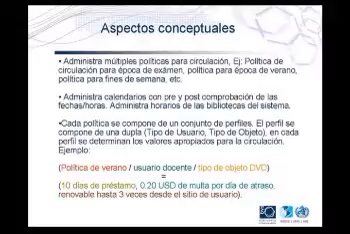 Aspectos conceptuales
• Administra múltiples políticas para circulación, Ej: Política de
circulación para época de exámen, política para época de verano,
política para fines de semana, etc.
• Administra calendarios con pre y post comprobación de las
fechas/horas. Administra horarios de las bibliotecas del sistema.
•Cada política se compone de un conjunto de perfiles. El perfil se
compone de una dupla (Tipo de Usuario, Tipo de Objeto), en cada
perfil se determinan los valores apropiados para la circulación.
Ejemplo:
(Política de verano / usuario docente / tipo de objeto DVD)
=
(10 días de préstamo, 0.20 USD de multa por día de atraso,
renovable hasta 3 veces desde el sitio de usuario).